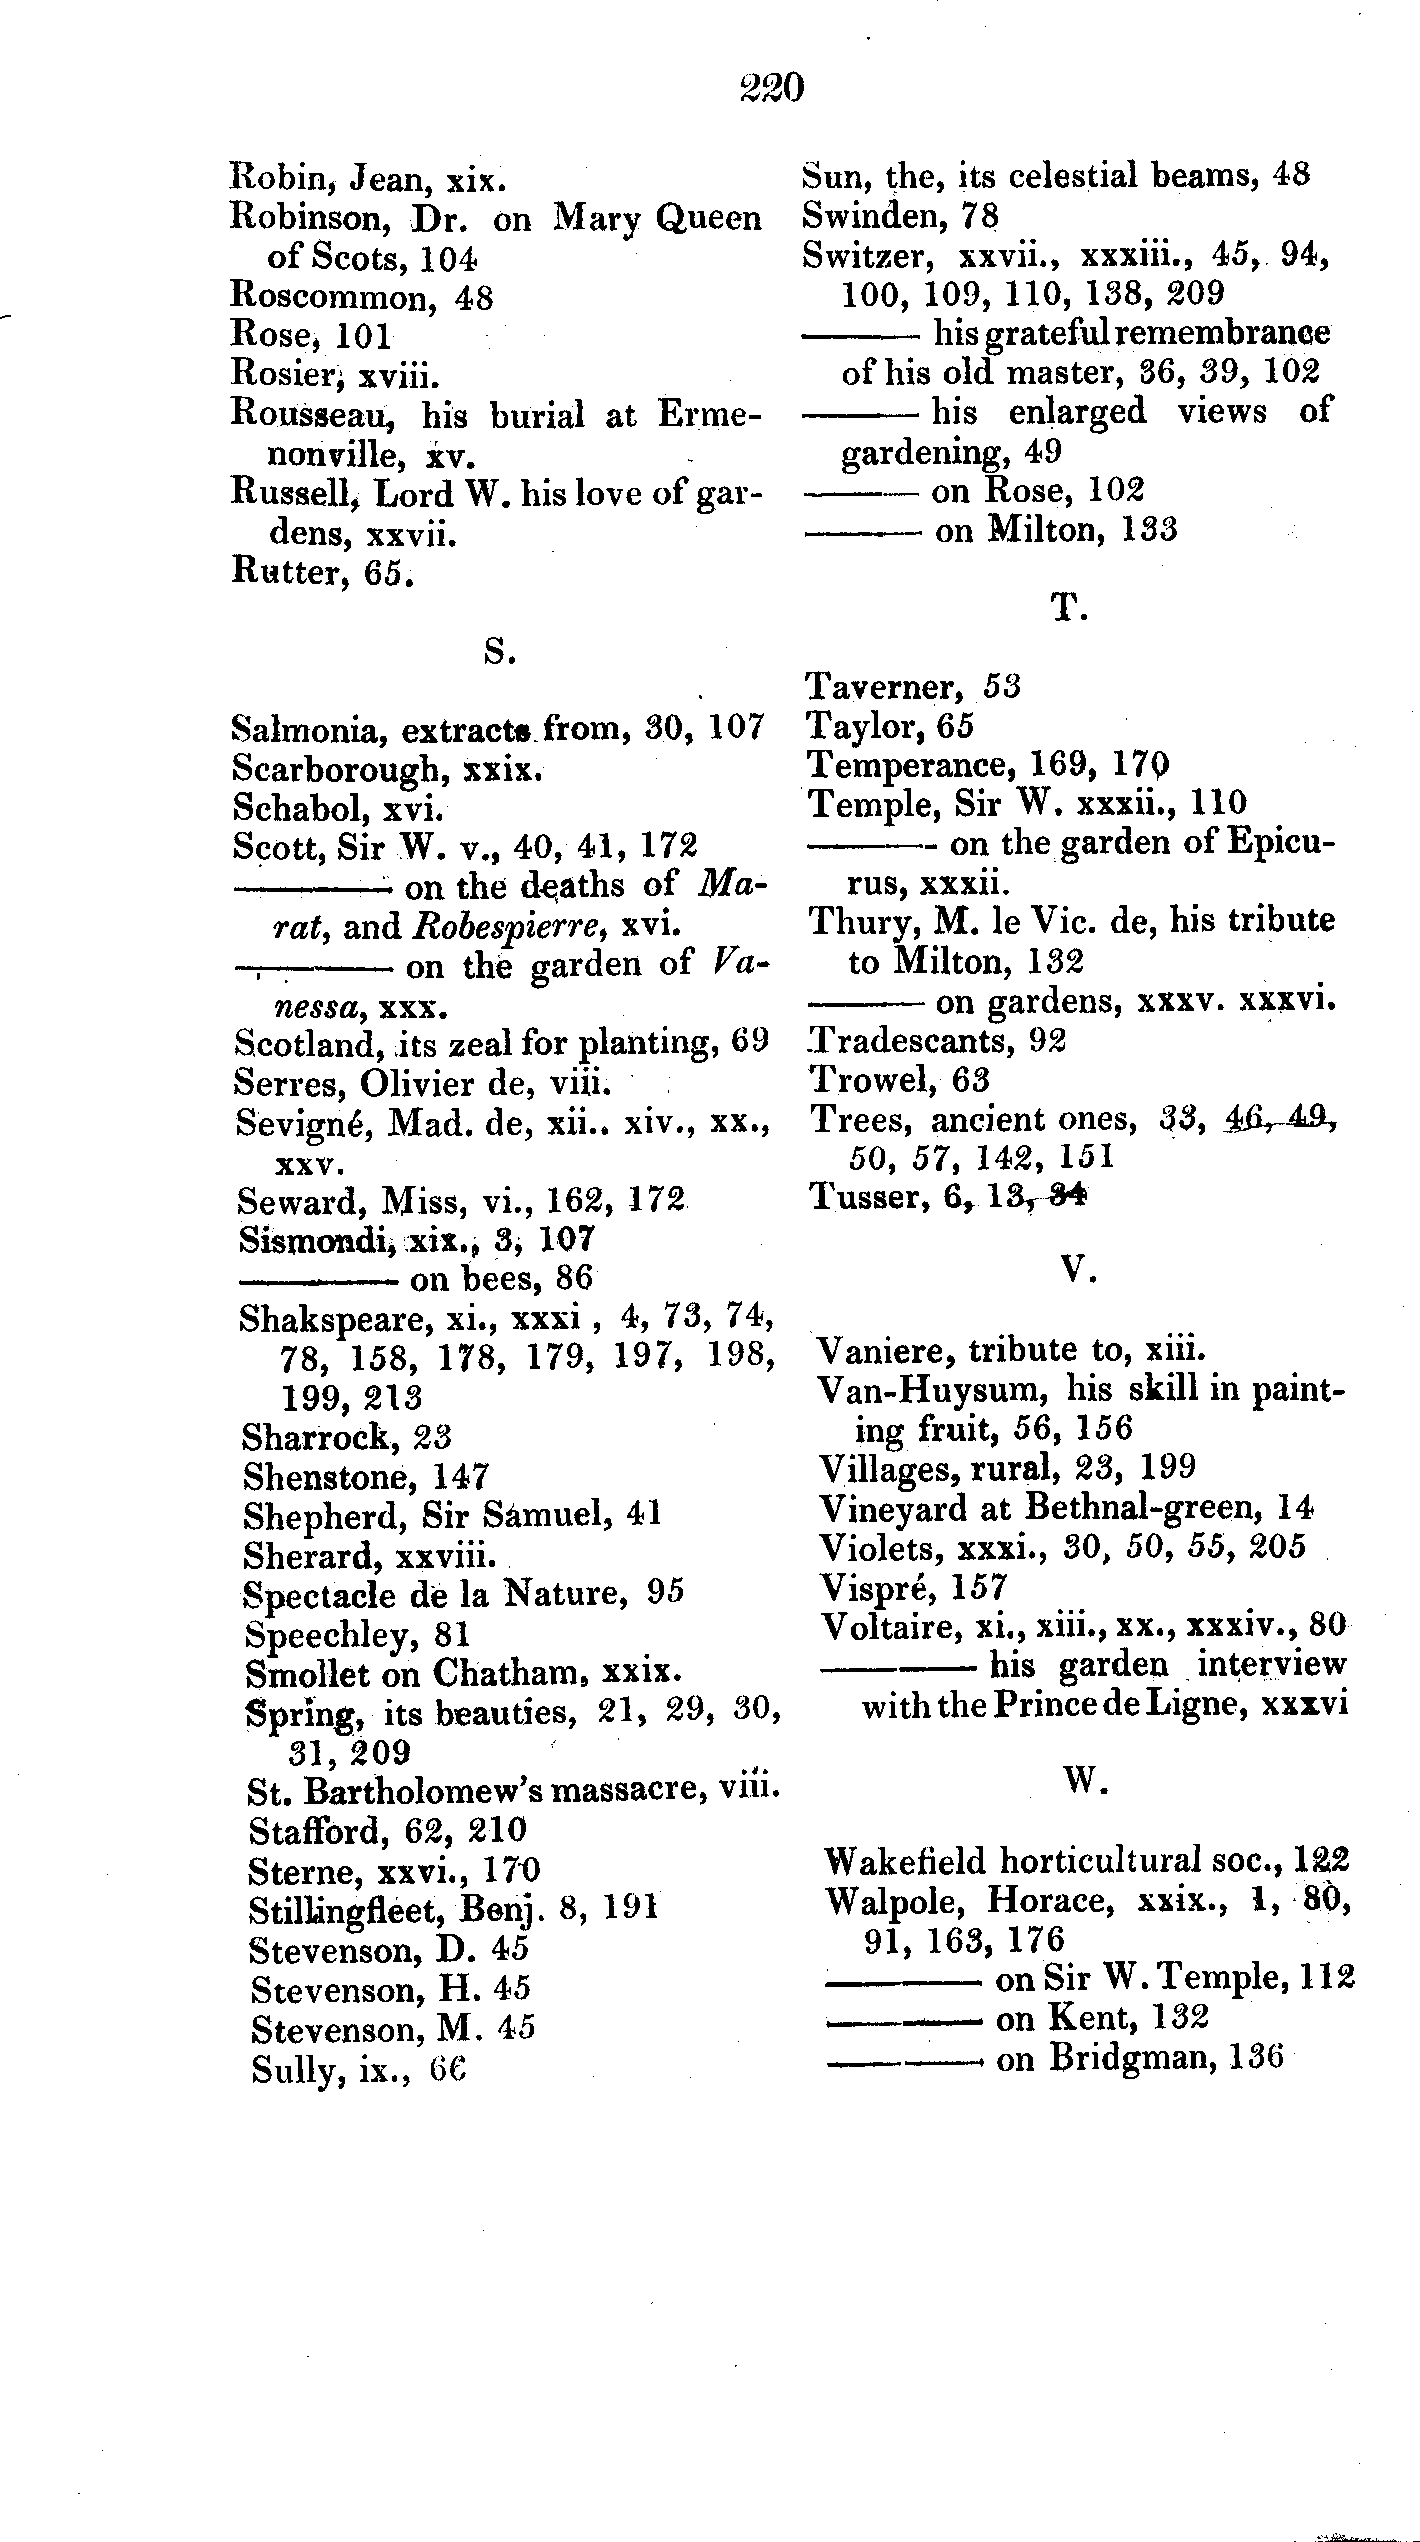 220
Robin, Jean, xix.
Robinson, Dr. on Mary Queen
of Scots, 104
Roscommon, 48
Rose, 101
Rosier, xviii.
Rousseau, his burial at Erme-
nonville, xv.
Russell, Lord W. his love of gar-
dens, xxvii.
Rutter, 65.
S.
Salmonia, extracts from, 30, 107
Scarborough, xxix.
Schabol, xvi.
Scott, Sir W. v., 40, 41, 172
——— on the deaths of Ma-
rat, and Robespierre, xvi.
——— on the garden of Va-
nessa, xxx.
Scotland, its zeal for planting, 69
Serres, Olivier de, viii.
Sevigné, Mad. de, xii.. xiv., xx.,
xxv.
Seward, Miss, vi., 162, 172
Sismondi, xix., 3, 107
——— on bees, 86
Shakspeare, xi., xxxi , 4, 73, 74,
78, 158, 178, 179, 197, 198,
199, 213
Sharrock, 23
Shenstone, 147
Shepherd, Sir Samuel, 41
Sherard, xxviii.
Spectacle de la Nature, 95
Speechley, 81
Smollet on Chatham, xxix.
Spring, its beauties, 21, 29, 30,
31, 209
St. Bartholomew's massacre, viii.
Stafford, 62, 210
Sterne, xxvi., 170
Stillingfleet, Benj. 8, 191
Stevenson, D. 45
Stevenson, H. 45
Stevenson, M. 45
Sully, ix., 66
Sun, the, its celestial beams, 48
Swinden, 78
Switzer, xxvii., xxxiii., 45, 94,
100, 109, 110, 138, 209
——— his grateful remembrance
of his old master, 36, 39, 102
——— his enlarged views of
gardening, 49
——— on Rose, 102
——— on Milton, 133
T.
Taverner, 53
Taylor, 65
Temperance, 169, 170
Temple, Sir W. xxxii., 110
——— on the garden of Epicu-
rus, xxxii.
Thury, M. le Vic. de, his tribute
to Milton, 132
——— on gardens, xxxv. xxxvi.
Tradescants, 92
Trowel, 63
Trees, ancient ones, 33, 46, 49,
50, 57, 142, 151
Tusser, 6, 13, 34
V.
Vaniere, tribute to, xiii.
Van-Huysum, his skill in paint-
ing fruit, 56, 156
Villages, rural, 23, 199
Vineyard at Bethnal-green, 14
Violets, xxxi., 30, 50, 55, 205
Vispré, 157
Voltaire, xi., xiii., xx., xxxiv., 80
——— his garden interview
with the Prince de Ligne, xxxvi
W.
Wakefield horticultural soc., 122
Walpole, Horace, xxix., 1, 80,
91, 163, 176
——— on Sir W. Temple, 112
——— on Kent, 132
——— on Bridgman, 136